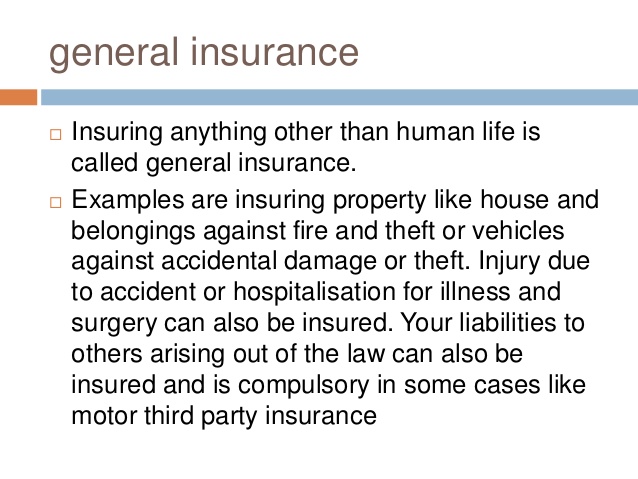 general insurance
Insuring anything other than human life is
called general insurance.
Examples are insuring property like house and
belongings against fire and theft or vehicles
against accidental damage or theft. Injury due
to accident or hospitalisation for illness and
surgery can also be insured. Your liabilities to
others arising out of the law can also be
insured and is compulsory in some cases like
motor third party insurance